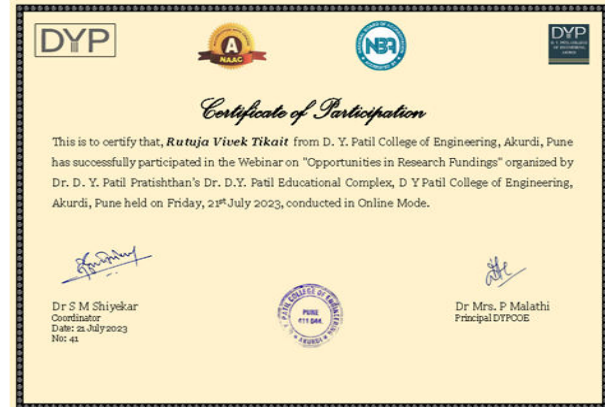 DYP
A
NAAC
NBA
DYP
Certificate of Participation
This is to certify that, Rutuja Vivek Tikait from D. Y. Patil College of Engineering, Akurdi, Pune
has successfully participated in the Webinar on "Opportunities in Research Fundings" organized by
Dr. D. Y. Patil Pratishthan's Dr. D.Y. Patil Educational Complex, D Y Patil College of Engineering,
Akurdi, Pune held on Friday, 21st July 2023, conducted in Online Mode.
Dr S M Shiyekar
Coordinator
Date: 21 July 2023
No: 41
PATIL COLLEGE OF ENGINEERING
PUNE
411 044.
AKURDI
Dr Mrs. P Malathi
Principal DYPCOE